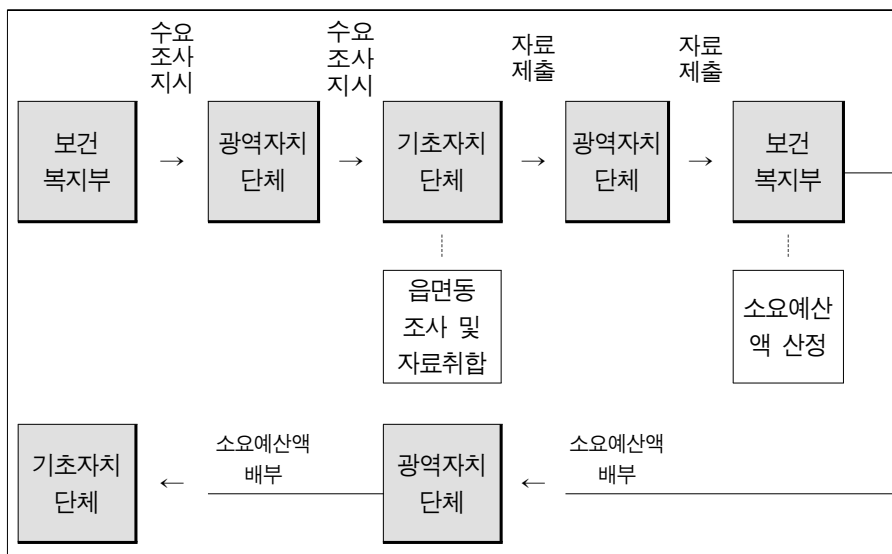 수요
조사
지시
수요
조사
지시
자료
제출
자료
제출
보건
복지부
→
광역자치
단체
→
기초자치
단체
→
광역자치
단체
→
보건
복지부
읍면동
조사 및
자료취합
소요예산
액 산정
기초자치
단체
←
소요예산액
배부
광역자치
단체
←
소요예산액
배부